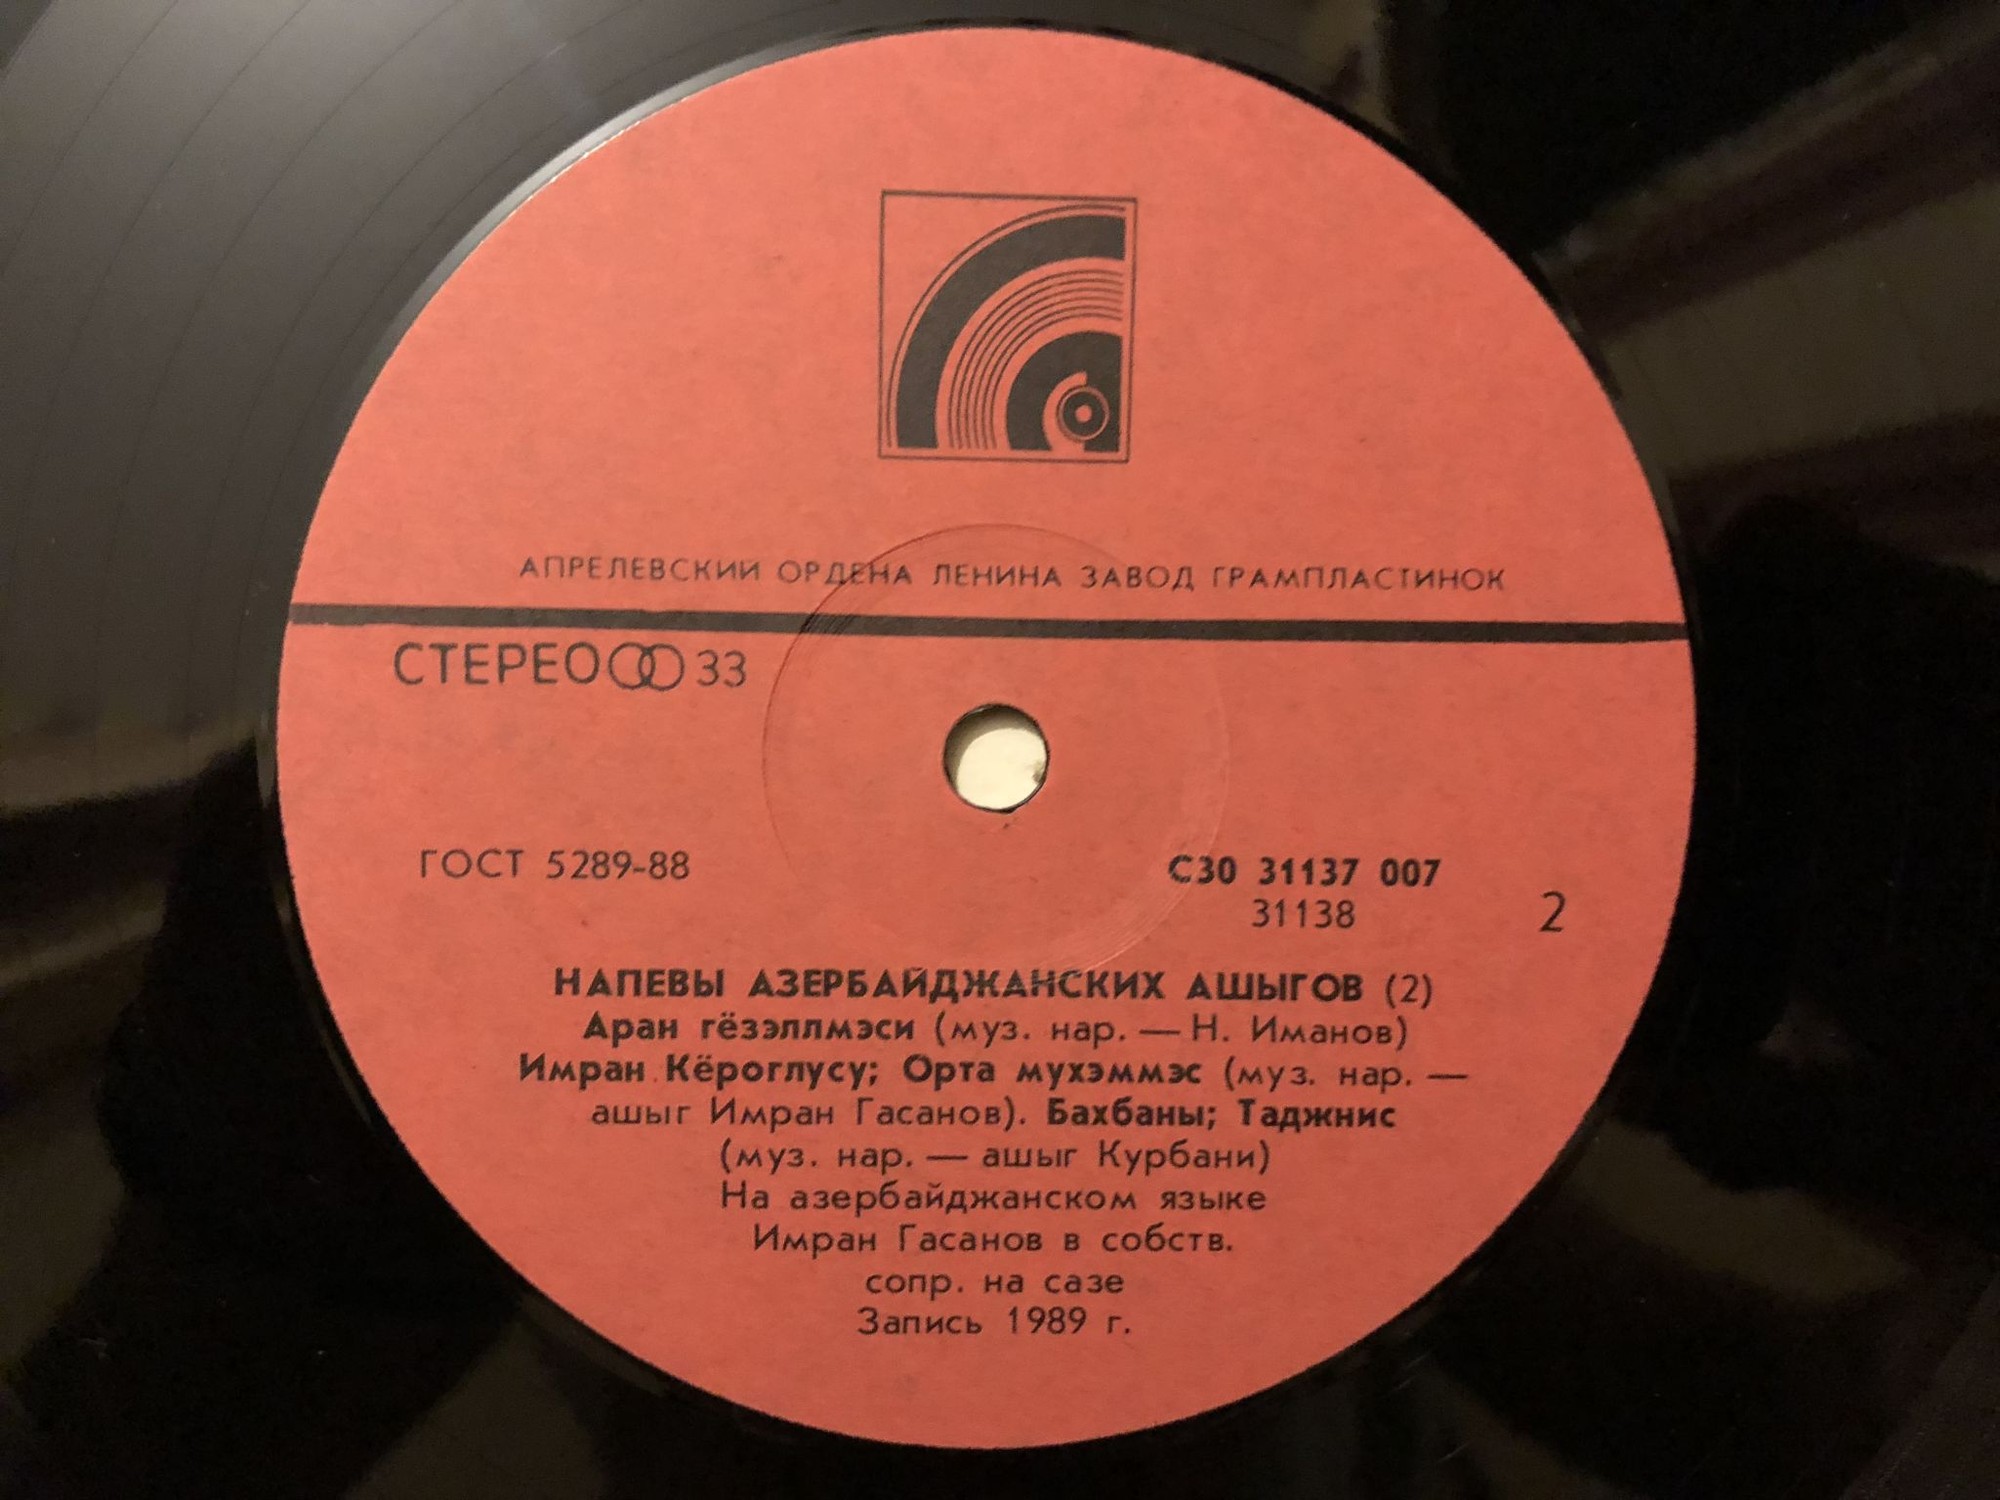 АПРЕЛЕВСКИЙ ОРДЕНА ЛЕНИНА ЗАВОД ГРАМПЛАСТИНОК
СТЕРЕО 33
ГОСТ 5289-88
С30 31137 007
31138
2
НАПЕВЫ АЗЕРБАЙДЖАНСКИХ АШЫГОВ (2)
Аран гёзэллмэси (муз. нар. — Н. Иманов)
Имран Кёроглусу; Орта мухэммэс (муз. нар. —
ашыг Имран Гасанов). Бахбаны; Таджнис
(муз. нар. — ашыг Курбани)
На азербайджанском языке
Имран Гасанов в собств.
сопр. на сазе
Запись 1989 г.